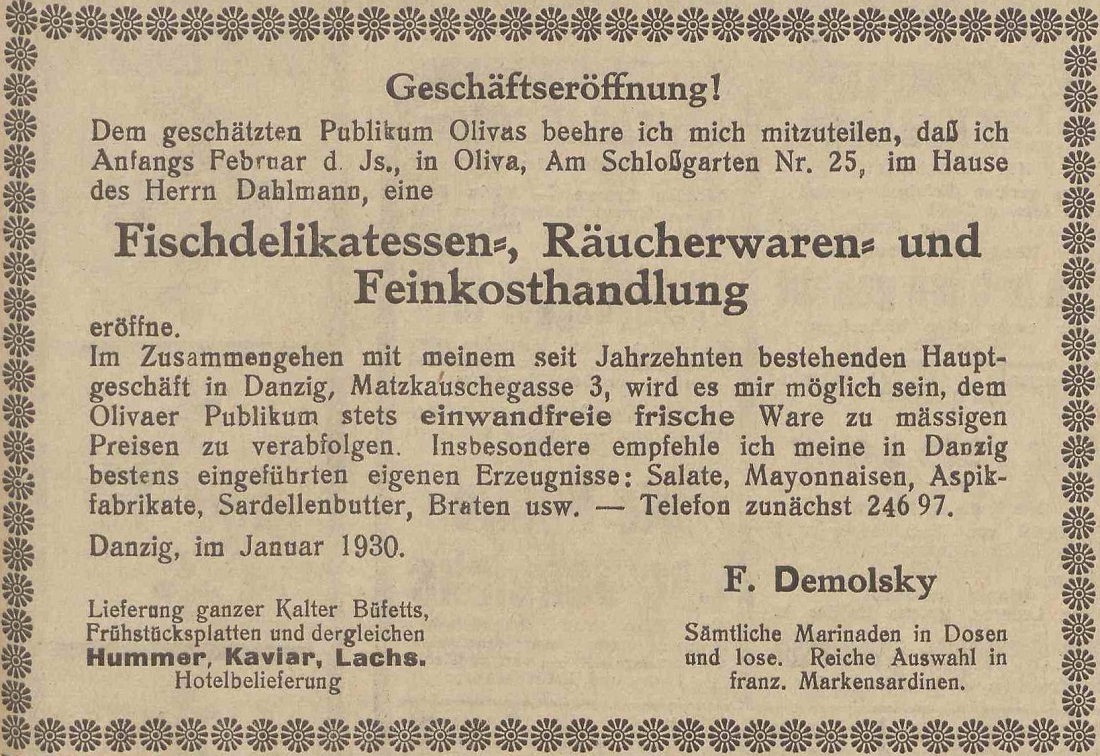 Geschäftseröffnung!
Dem geschätzten Publikum Olivas beehre ich mich mitzuteilen, daß ich
Anfangs Februar d. Js., in Oliva, Am Schloßgarten Nr. 25, im Hause
des Herrn Dahlmann, eine
Fischdelikatessen-, Räucherwaren- und
Feinkosthandlung
eröffne.
Im Zusammengehen mit meinem seit Jahrzehnten bestehenden Haupt-
geschäft in Danzig, Matzkauschegasse 3, wird es mir möglich sein, dem
Olivaer Publikum stets einwandfreie frische Ware zu mässigen
Preisen zu verabfolgen. Insbesondere empfehle ich meine in Danzig
bestens eingeführten eigenen Erzeugnisse: Salate, Mayonnaisen, Aspik-
fabrikate, Sardellenbutter, Braten usw. — Telefon zunächst 246 97.
Danzig, im Januar 1930.
F. Demolsky
Lieferung ganzer Kalter Büfetts,
Frühstücksplatten und dergleichen
Hummer, Kaviar, Lachs.
Hotelbelieferung
Sämtliche Marinaden in Dosen
und lose. Reiche Auswahl in
franz. Markensardinen.